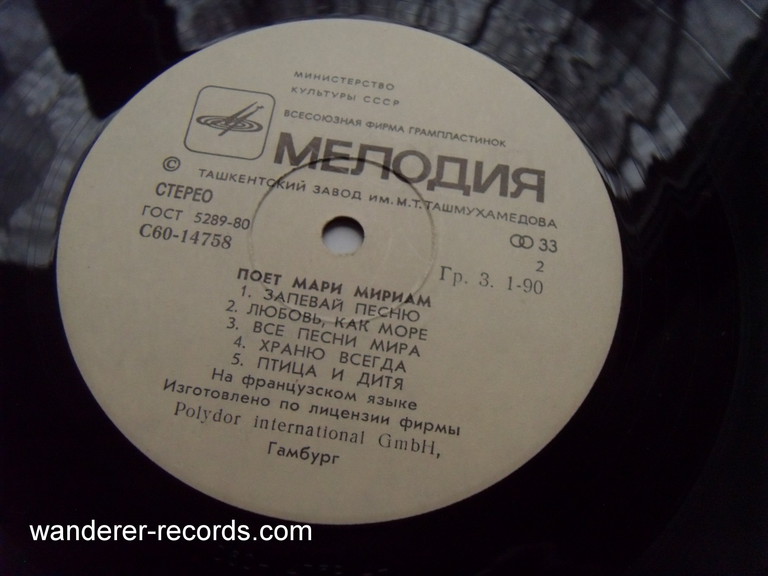 МИНИСТЕРСТВО
КУЛЬТУРЫ СССР
ВСЕСОЮЗНАЯ ФИРМА ГРАМПЛАСТИНОК
МЕЛОДИЯ
© ТАШКЕНТСКИЙ ЗАВОД ИМ. М.Т. ТАШМУХАМЕДОВА
СТЕРЕО
ГОСТ 5289-80
С60-14758
33
2
Гр. 3. 1-90
ПОЕТ МАРИ МИРИАМ
1. ЗАПЕВАЙ ПЕСНЮ
2. ЛЮБОВЬ, КАК МОРЕ
3. ВСЕ ПЕСНИ МИРА
4. ХРАНЮ ВСЕГДА
5. ПТИЦА И ДИТЯ
На французском языке
Изготовлено по лицензии фирмы
Polydor international GmbH,
Гамбург
wanderer-records.com